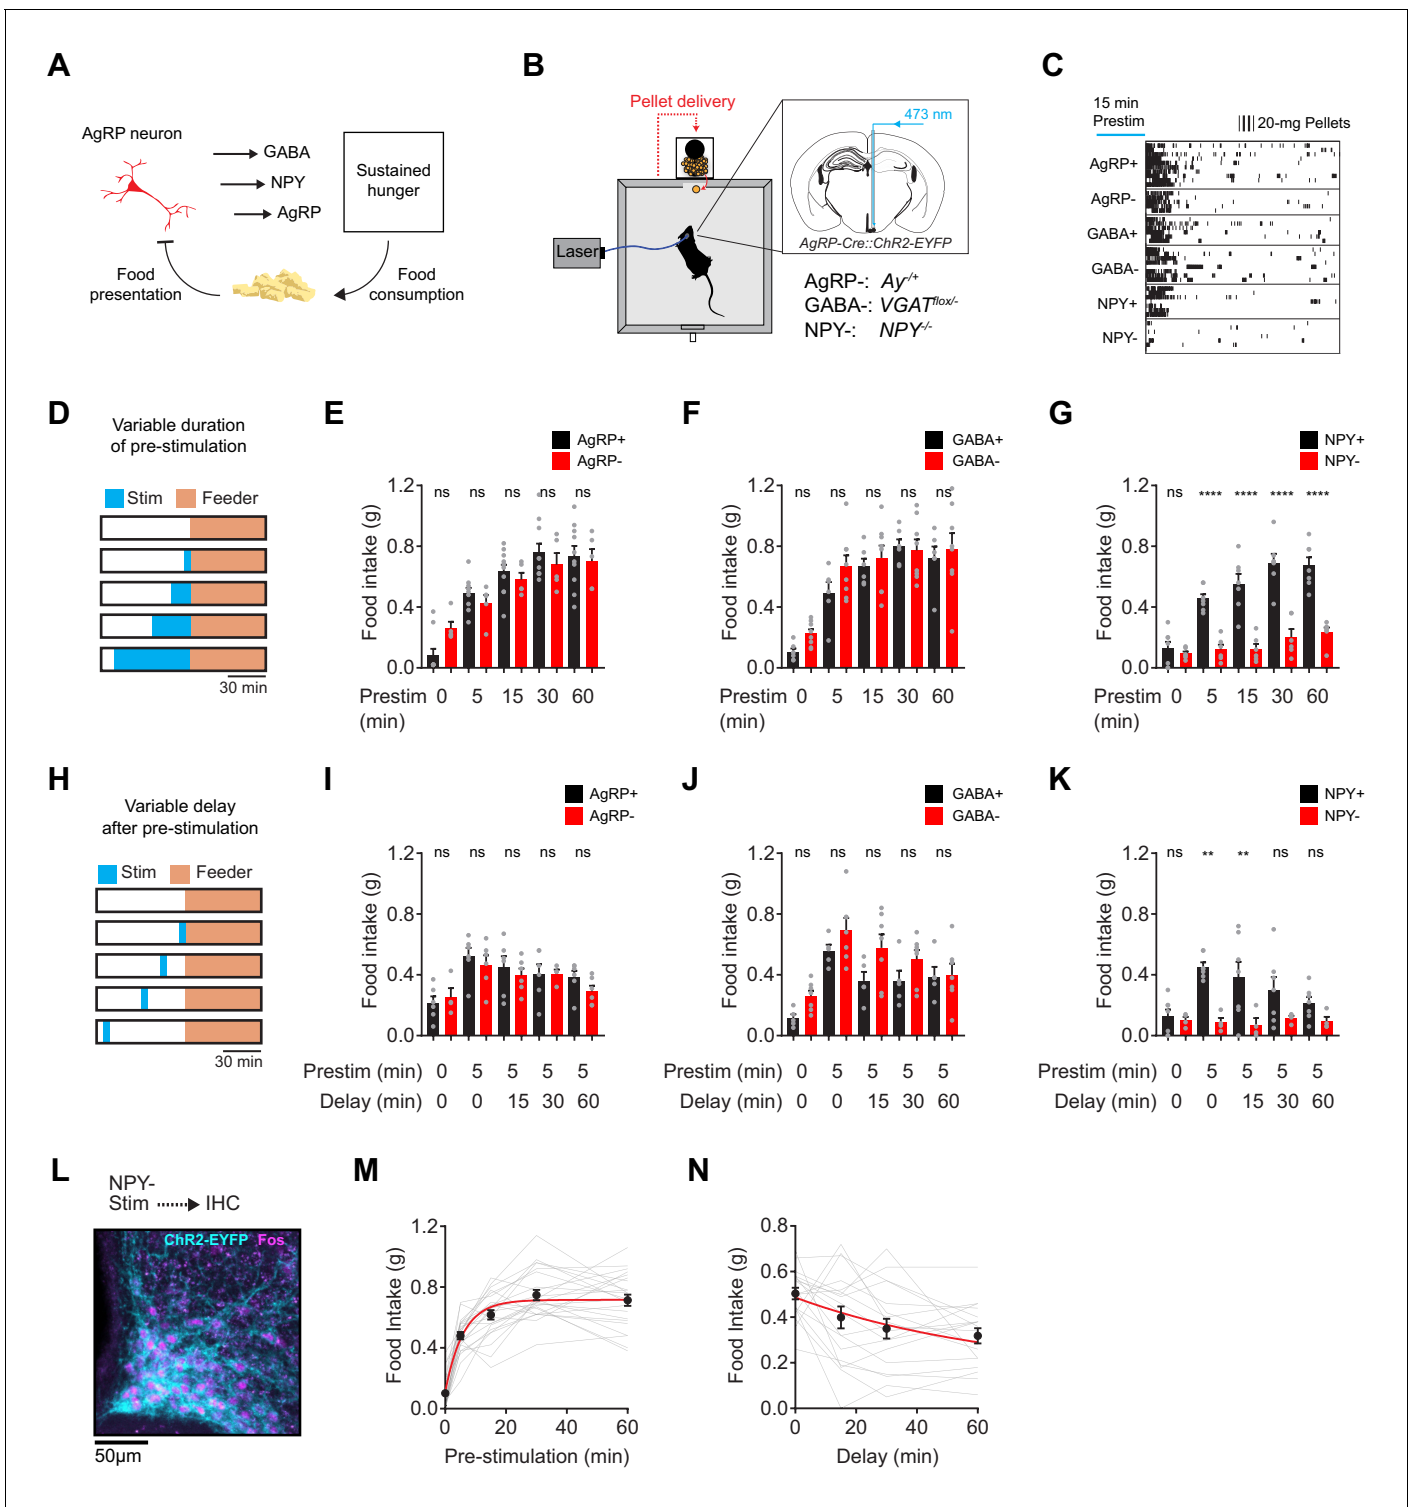 A
AgRP neuron
GABA
NPY
AgRP
Sustained
hunger
Food
presentation
Food
consumption
B
Pellet delivery
473 nm
Laser
AgRP-Cre::ChR2-EYFP
AgRP-: Ay/+
GABA-: VGATflox/-
NPY-: NPY-/-
C
15 min
Prestim
20-mg Pellets
AgRP+
AgRP-
GABA+
GABA-
NPY+
NPY-
D
Variable duration
of pre-stimulation
Stim Feeder
30 min
E
AgRP+
AgRP-
ns ns ns ns ns
Food intake (g)
1.2
0.8
0.4
0.0
Prestim 0 5 15 30 60
(min)
F
GABA+
GABA-
ns ns ns ns ns
Food intake (g)
1.2
0.8
0.4
0.0
Prestim 0 5 15 30 60
(min)
G
NPY+
NPY-
ns **** **** **** ****
Food intake (g)
1.2
0.8
0.4
0.0
Prestim 0 5 15 30 60
(min)
H
Variable delay
after pre-stimulation
Stim Feeder
30 min
I
AgRP+
AgRP-
ns ns ns ns ns
Food intake (g)
1.2
0.8
0.4
0.0
Prestim (min) 0 5 5 5 5
Delay (min) 0 0 15 30 60
J
GABA+
GABA-
ns ns ns ns ns
Food intake (g)
1.2
0.8
0.4
0.0
Prestim (min) 0 5 5 5 5
Delay (min) 0 0 15 30 60
K
NPY+
NPY-
ns ** ** ns ns
Food intake (g)
1.2
0.8
0.4
0.0
Prestim (min) 0 5 5 5 5
Delay (min) 0 0 15 30 60
L
NPY-
Stim IHC
ChR2-EYFP Fos
50µm
M
Food Intake (g)
1.2
0.8
0.4
0.0
0 20 40 60
Pre-stimulation (min)
N
Food Intake (g)
0.8
0.6
0.4
0.2
0.0
0 20 40 60
Delay (min)